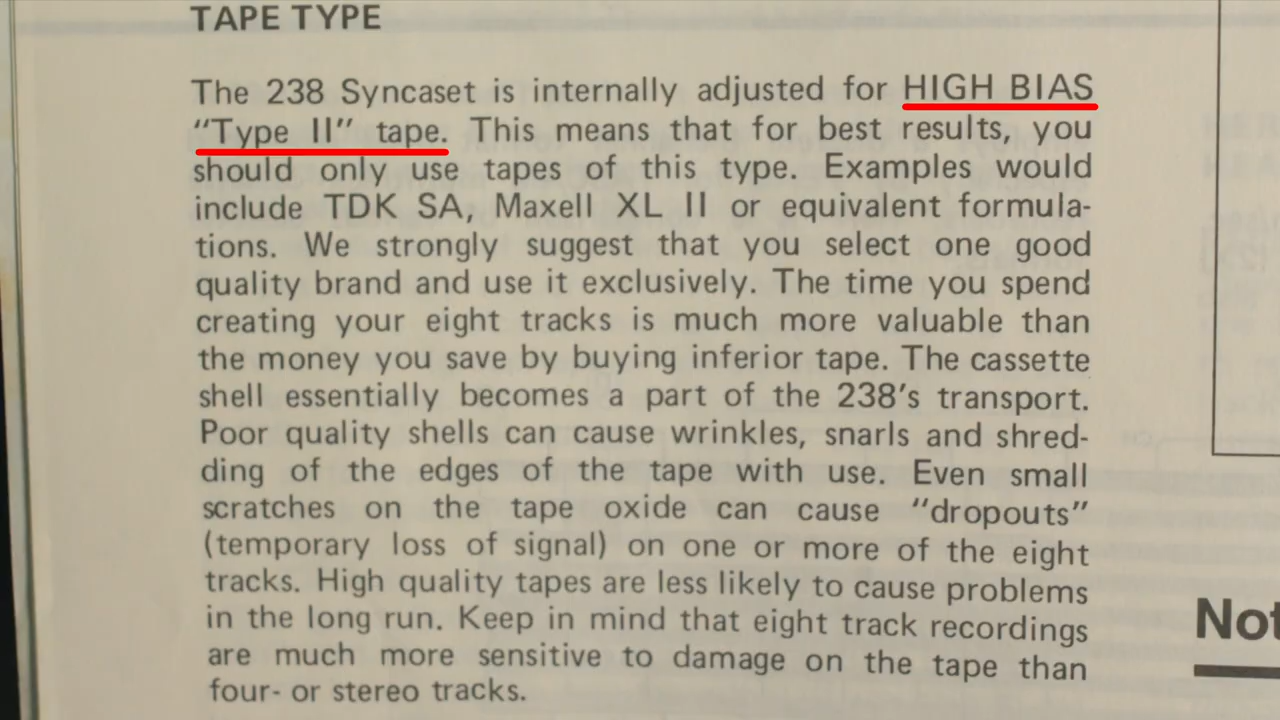 TAPE TYPE
The 238 Syncaset is internally adjusted for HIGH BIAS
“Type II” tape. This means that for best results, you
should only use tapes of this type. Examples would
include TDK SA, Maxell XL II or equivalent formula-
tions. We strongly suggest that you select one good
quality brand and use it exclusively. The time you spend
creating your eight tracks is much more valuable than
the money you save by buying inferior tape. The cassette
shell essentially becomes a part of the 238’s transport.
Poor quality shells can cause wrinkles, snarls and shred-
ding of the edges of the tape with use. Even small
scratches on the tape oxide can cause “dropouts”
(temporary loss of signal) on one or more of the eight
tracks. High quality tapes are less likely to cause problems
in the long run. Keep in mind that eight track recordings
are much more sensitive to damage on the tape than
four- or stereo tracks.
Not